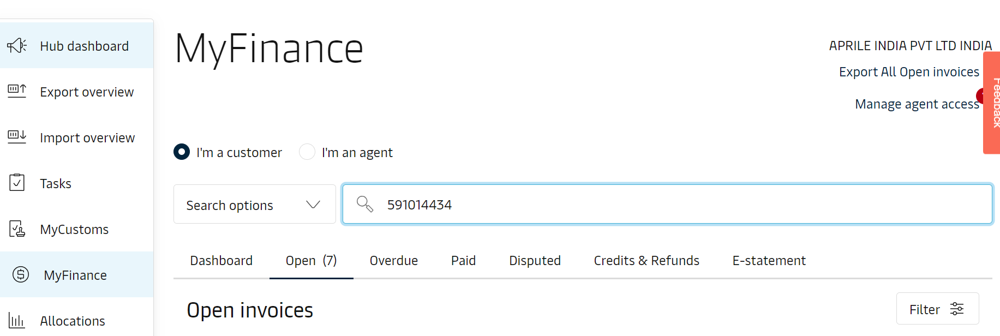 Hub dashboard
Export overview
Import overview
Tasks
MyCustoms
MyFinance
Allocations
MyFinance
APRILE INDIA PVT LTD INDIA
Export All Open invoices
Manage agent access
Feedback
I'm a customer
I'm an agent
Search options
591014434
Dashboard
Open (7)
Overdue
Paid
Disputed
Credits & Refunds
E-statement
Open invoices
Filter